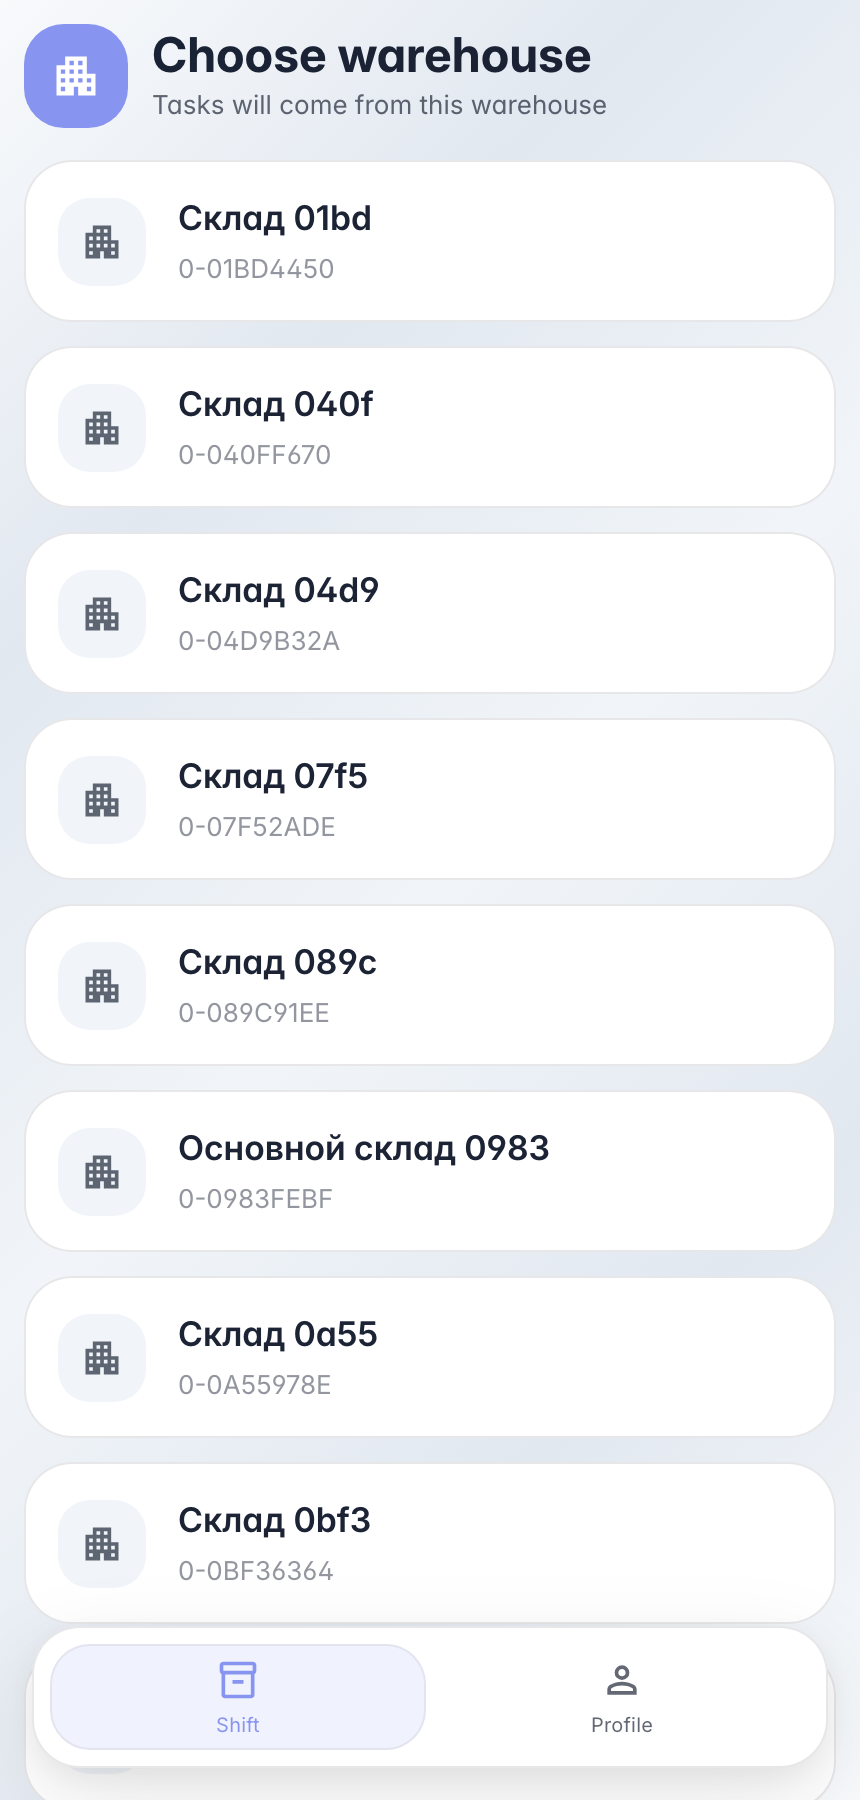 Choose warehouse
Tasks will come from this warehouse
Склад 01bd
0-01BD4450
Склад 040f
0-040FF670
Склад 04d9
0-04D9B32A
Склад 07f5
0-07F52ADE
Склад 089c
0-089C91EE
Основной склад 0983
0-0983FEBF
Склад 0a55
0-0A55978E
Склад 0bf3
0-0BF36364
Shift
Profile